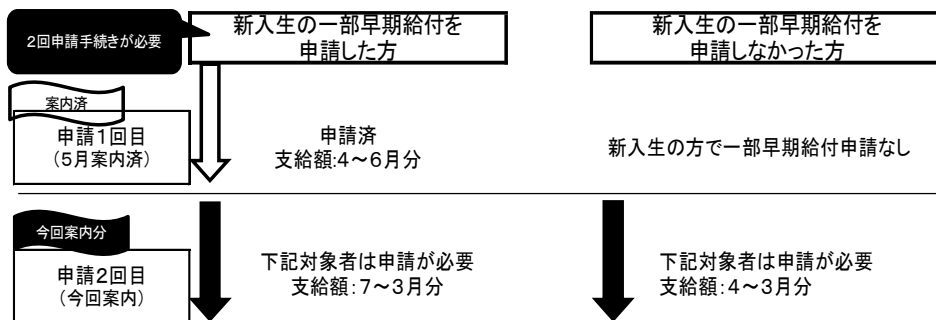 2回申請手続きが必要
新入生の一部早期給付を
申請した方
新入生の一部早期給付を
申請しなかった方
案内済
申請1回目
(5月案内済)
申請済
支給額:4～6月分
新入生の方で一部早期給付申請なし
今回案内分
申請2回目
(今回案内)
下記対象者は申請が必要
支給額:7～3月分
下記対象者は申請が必要
支給額:4～3月分